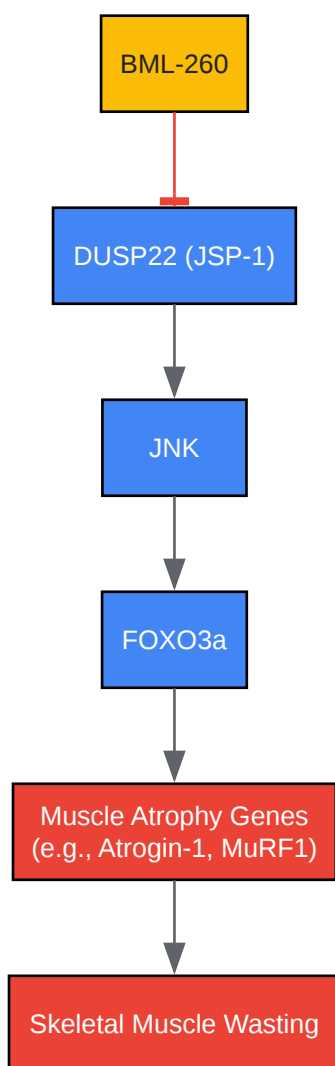 BML-260
DUSP22 (JSP-1)
JNK
FOXO3a
Muscle Atrophy Genes
(e.g., Atrogin-1, MuRF1)
Skeletal Muscle Wasting